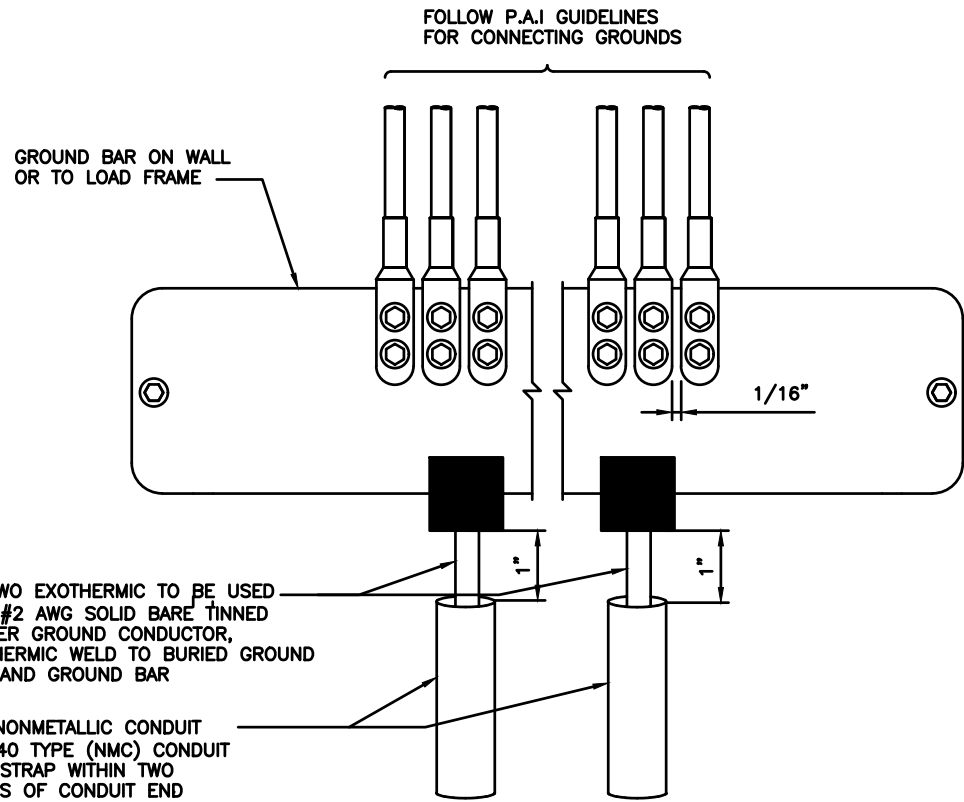 FOLLOW P.A.I GUIDELINES
FOR CONNECTING GROUNDS
GROUND BAR ON WALL
OR TO LOAD FRAME
1/16"
1"
1"
WO EXOTHERMIC TO BE USED
#2 AWG SOLID BARE TINNED
ER GROUND CONDUCTOR,
HERMIC WELD TO BURIED GROUND
AND GROUND BAR
NONMETALLIC CONDUIT
40 TYPE (NMC) CONDUIT
STRAP WITHIN TWO
S OF CONDUIT END